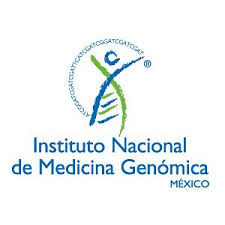 ®
Instituto Nacional
de Medicina Genómica
MÉXICO